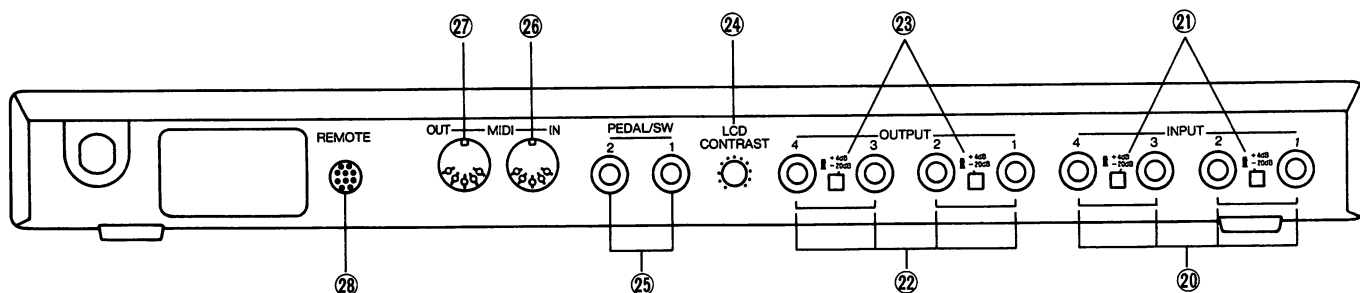 ㉗ ㉖ ㉔ ㉓ ㉑
REMOTE
OUT MIDI IN
PEDAL/SW
2 1
LCD
CONTRAST
OUTPUT
4 3 2 1
+4dB
-20dB
+4dB
-20dB
INPUT
4 3 2 1
+4dB
-20dB
+4dB
-20dB
㉘ ㉕ ㉒ ⑳